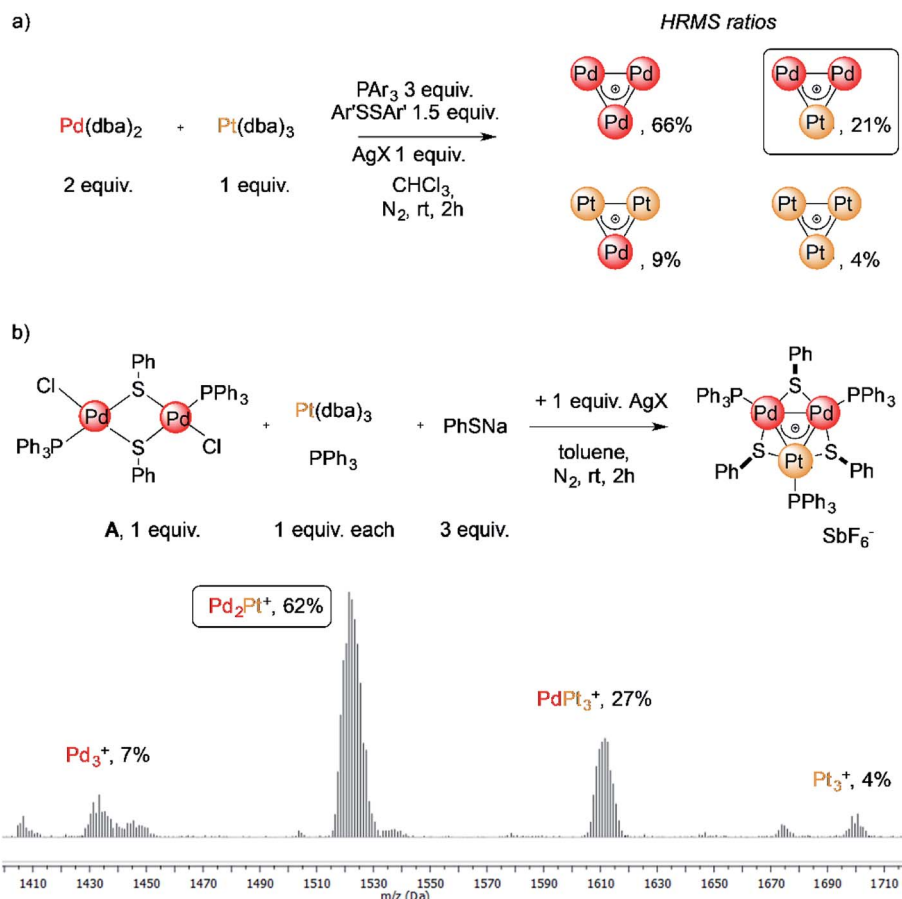 a)
HRMS ratios
Pd(dba)₂ + Pt(dba)₃
2 equiv. 1 equiv.
PAr₃ 3 equiv.
Ar'SSAr' 1.5 equiv.
AgX 1 equiv.
CHCl₃,
N₂, rt, 2h
Pd Pd
Pd , 66%
Pd Pd
Pt , 21%
Pt Pt
Pd , 9%
Pt Pt
Pt , 4%
b)
Ph
Cl S PPh₃
Pd Pd
Ph₃P S Cl
Ph
+ Pt(dba)₃ + PhSNa
PPh₃
A, 1 equiv. 1 equiv. each 3 equiv.
+ 1 equiv. AgX
toluene,
N₂, rt, 2h
Ph
Ph₃P S PPh₃
Pd Pd
S Pt S
Ph Ph
PPh₃
SbF₆⁻
Pd₂Pt⁺, 62%
PdPt₃⁺, 27%
Pd₃⁺, 7%
Pt₃⁺, 4%
1410 1430 1450 1470 1490 1510 1530 1550 1570 1590 1610 1630 1650 1670 1690 1710
m/z (Da)